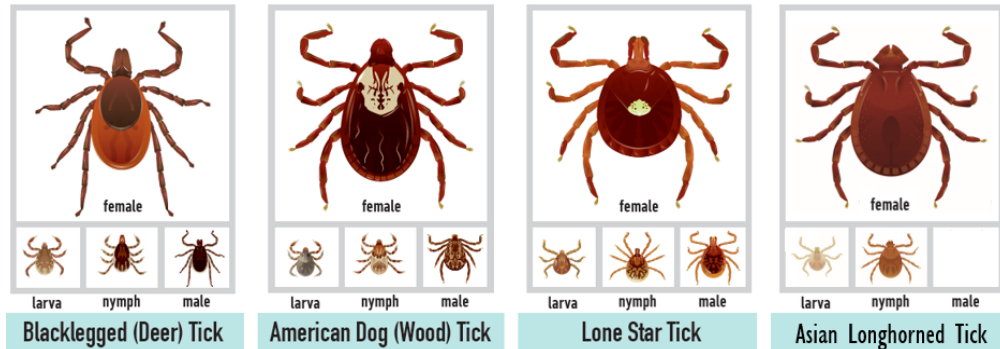 female
larva nymph male
Blacklegged (Deer) Tick
female
larva nymph male
American Dog (Wood) Tick
female
larva nymph male
Lone Star Tick
female
larva nymph male
Asian Longhorned Tick